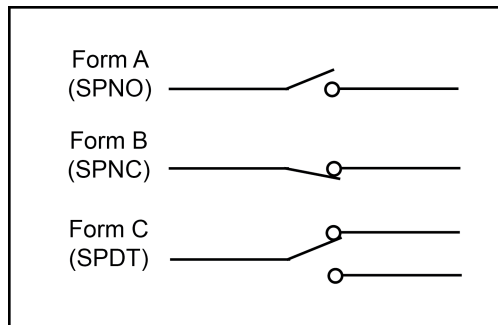 Form A
(SPNO)
Form B
(SPNC)
Form C
(SPDT)